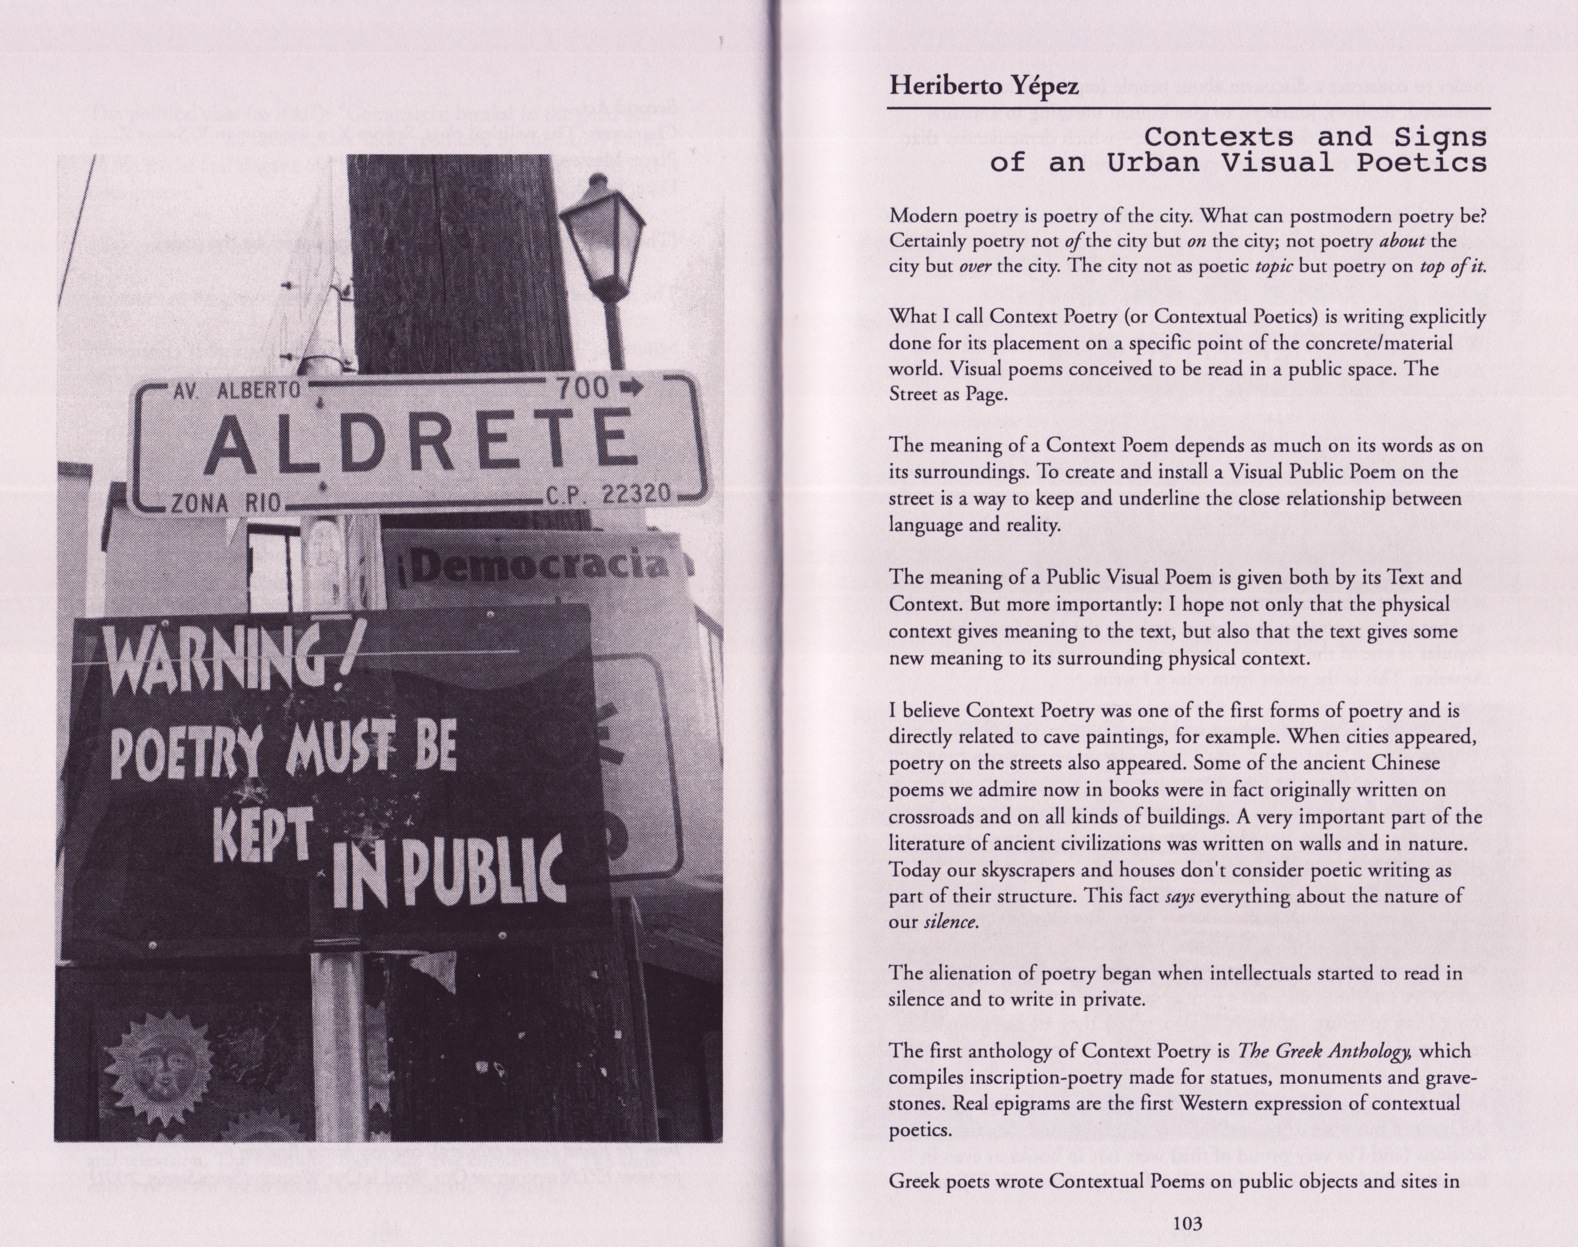 AV. ALBERTO 700 →
ALDRETE
ZONA RIO C.P. 22320
¡Democracia
WARNING!
POETRY MUST BE
KEPT
IN PUBLIC
Heriberto Yépez
Contexts and Signs
of an Urban Visual Poetics
Modern poetry is poetry of the city. What can postmodern poetry be?
Certainly poetry not of the city but on the city; not poetry about the
city but over the city. The city not as poetic topic but poetry on top of it.
What I call Context Poetry (or Contextual Poetics) is writing explicitly
done for its placement on a specific point of the concrete/material
world. Visual poems conceived to be read in a public space. The
Street as Page.
The meaning of a Context Poem depends as much on its words as on
its surroundings. To create and install a Visual Public Poem on the
street is a way to keep and underline the close relationship between
language and reality.
The meaning of a Public Visual Poem is given both by its Text and
Context. But more importantly: I hope not only that the physical
context gives meaning to the text, but also that the text gives some
new meaning to its surrounding physical context.
I believe Context Poetry was one of the first forms of poetry and is
directly related to cave paintings, for example. When cities appeared,
poetry on the streets also appeared. Some of the ancient Chinese
poems we admire now in books were in fact originally written on
crossroads and on all kinds of buildings. A very important part of the
literature of ancient civilizations was written on walls and in nature.
Today our skyscrapers and houses don't consider poetic writing as
part of their structure. This fact says everything about the nature of
our silence.
The alienation of poetry began when intellectuals started to read in
silence and to write in private.
The first anthology of Context Poetry is The Greek Anthology, which
compiles inscription-poetry made for statues, monuments and grave-
stones. Real epigrams are the first Western expression of contextual
poetics.
Greek poets wrote Contextual Poems on public objects and sites in
103